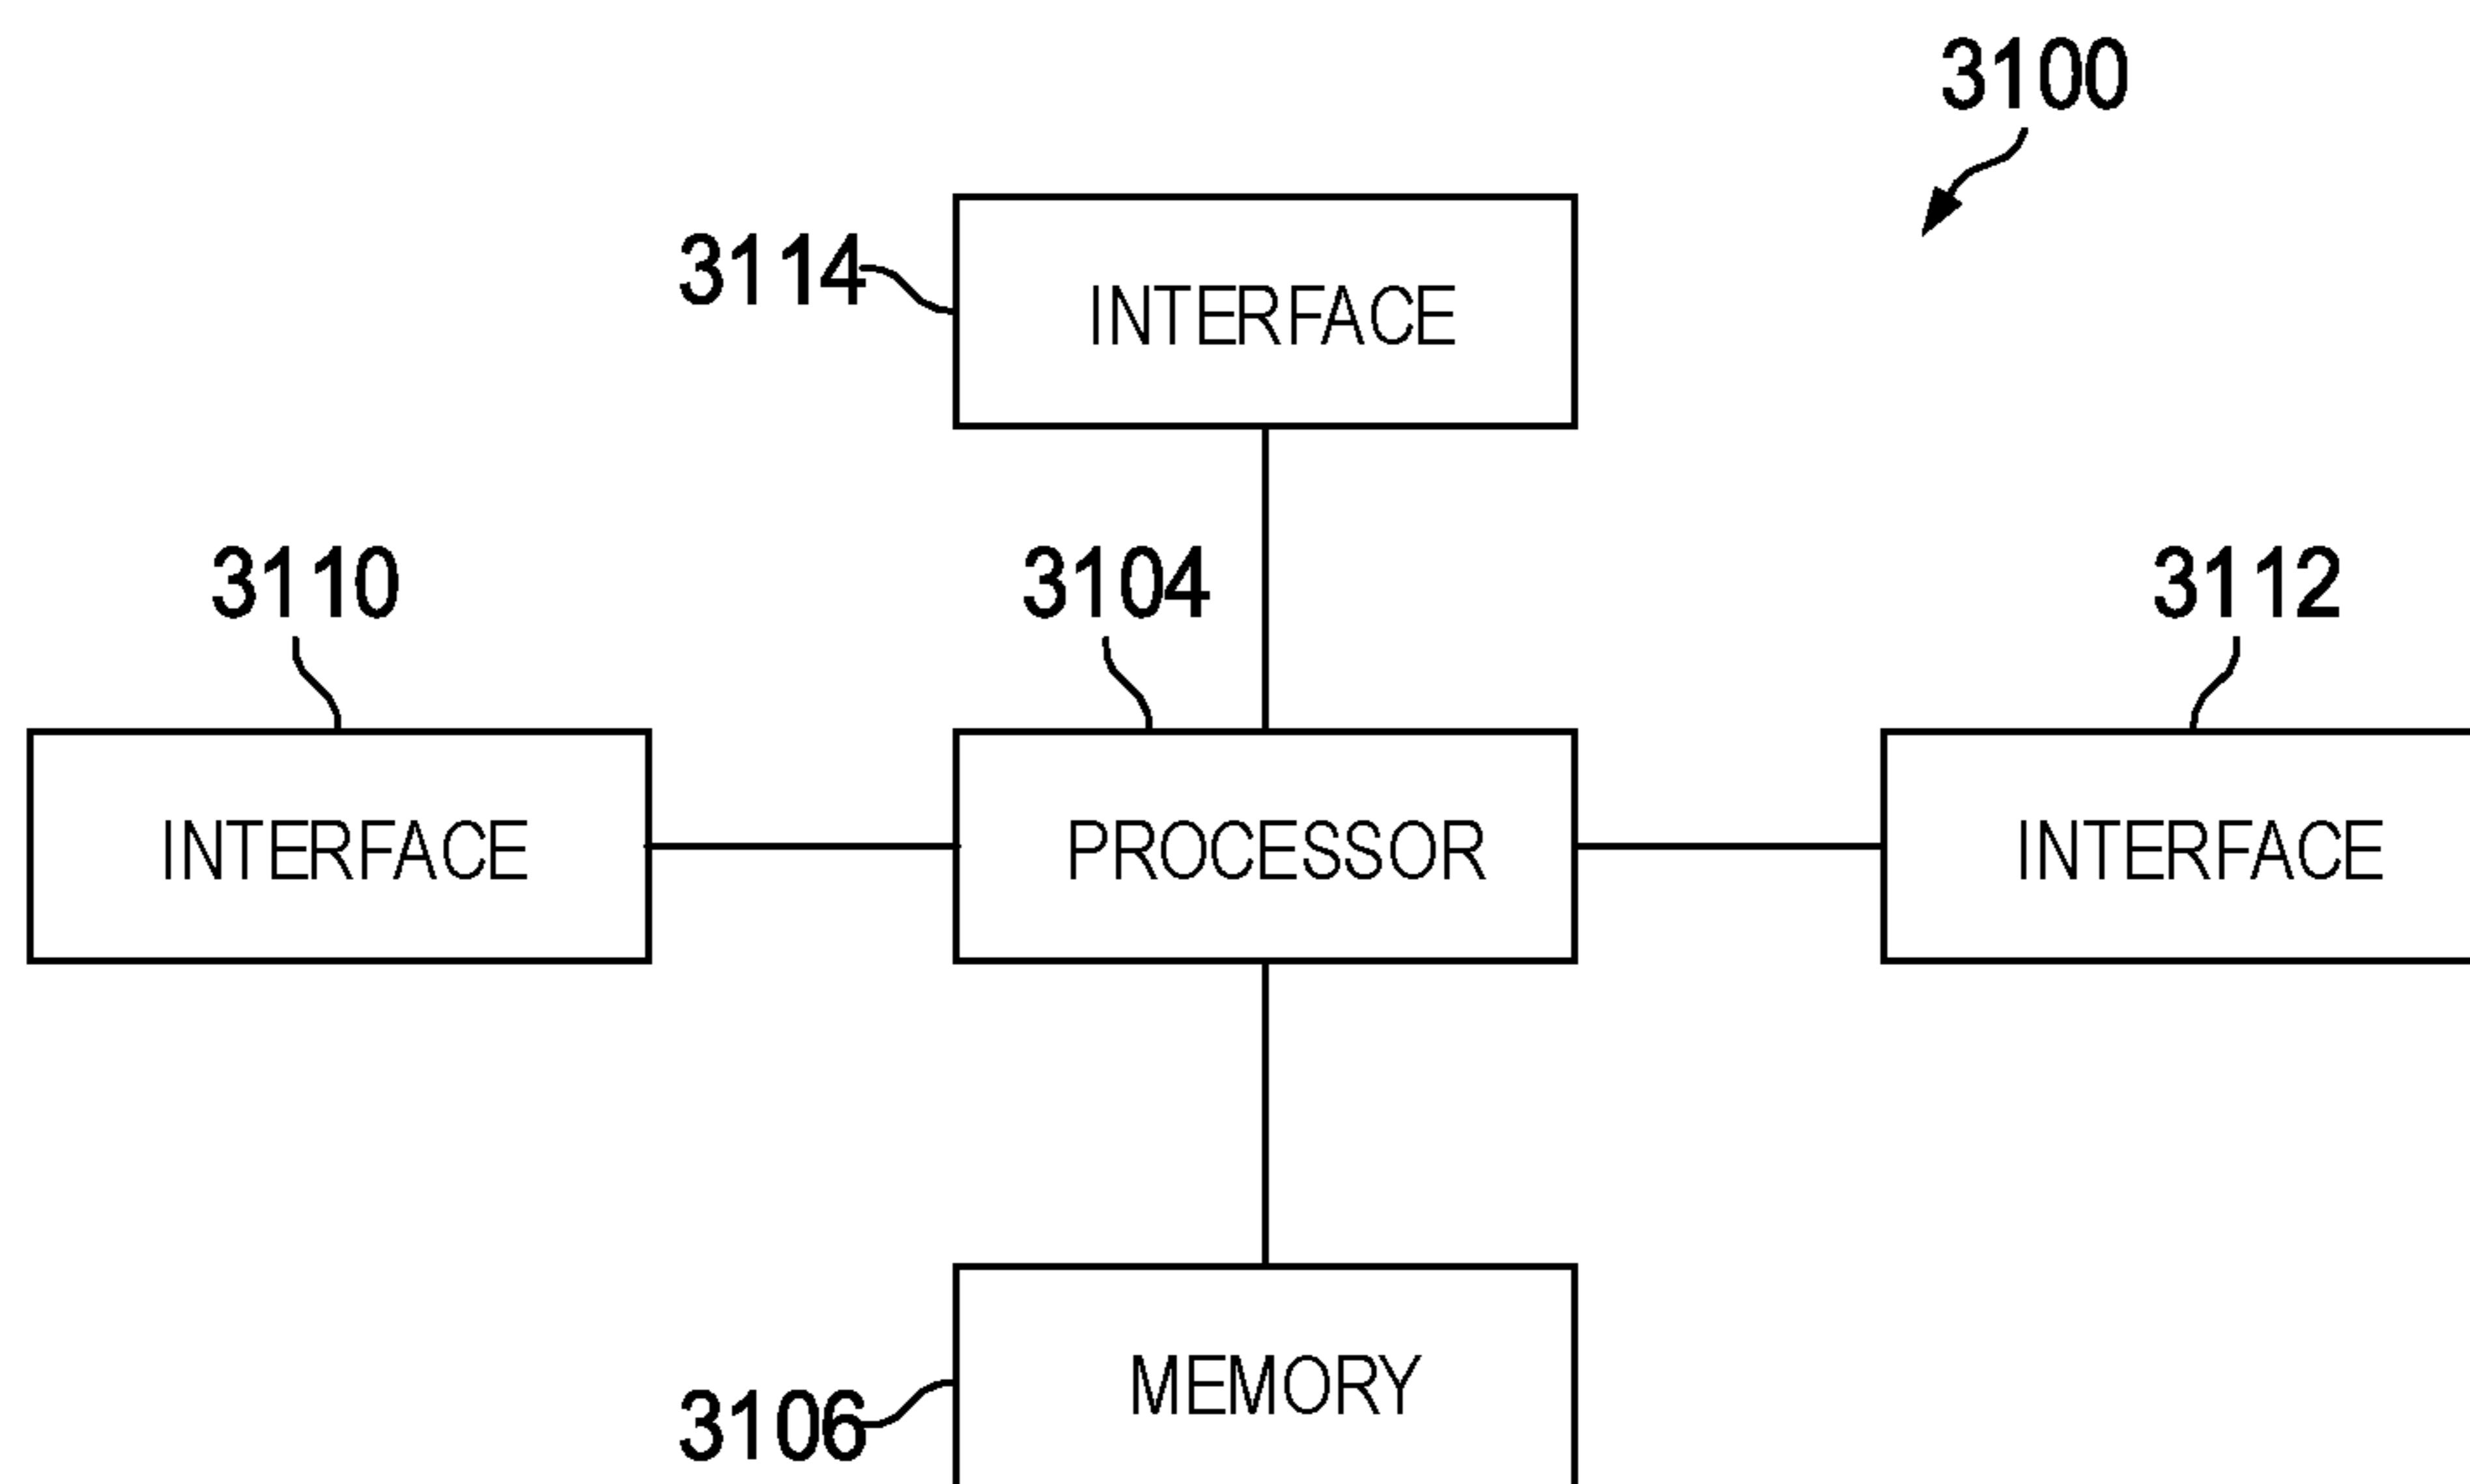 3100
3114
INTERFACE
3110
3104
3112
INTERFACE
PROCESSOR
INTERFACE
MEMORY
3106